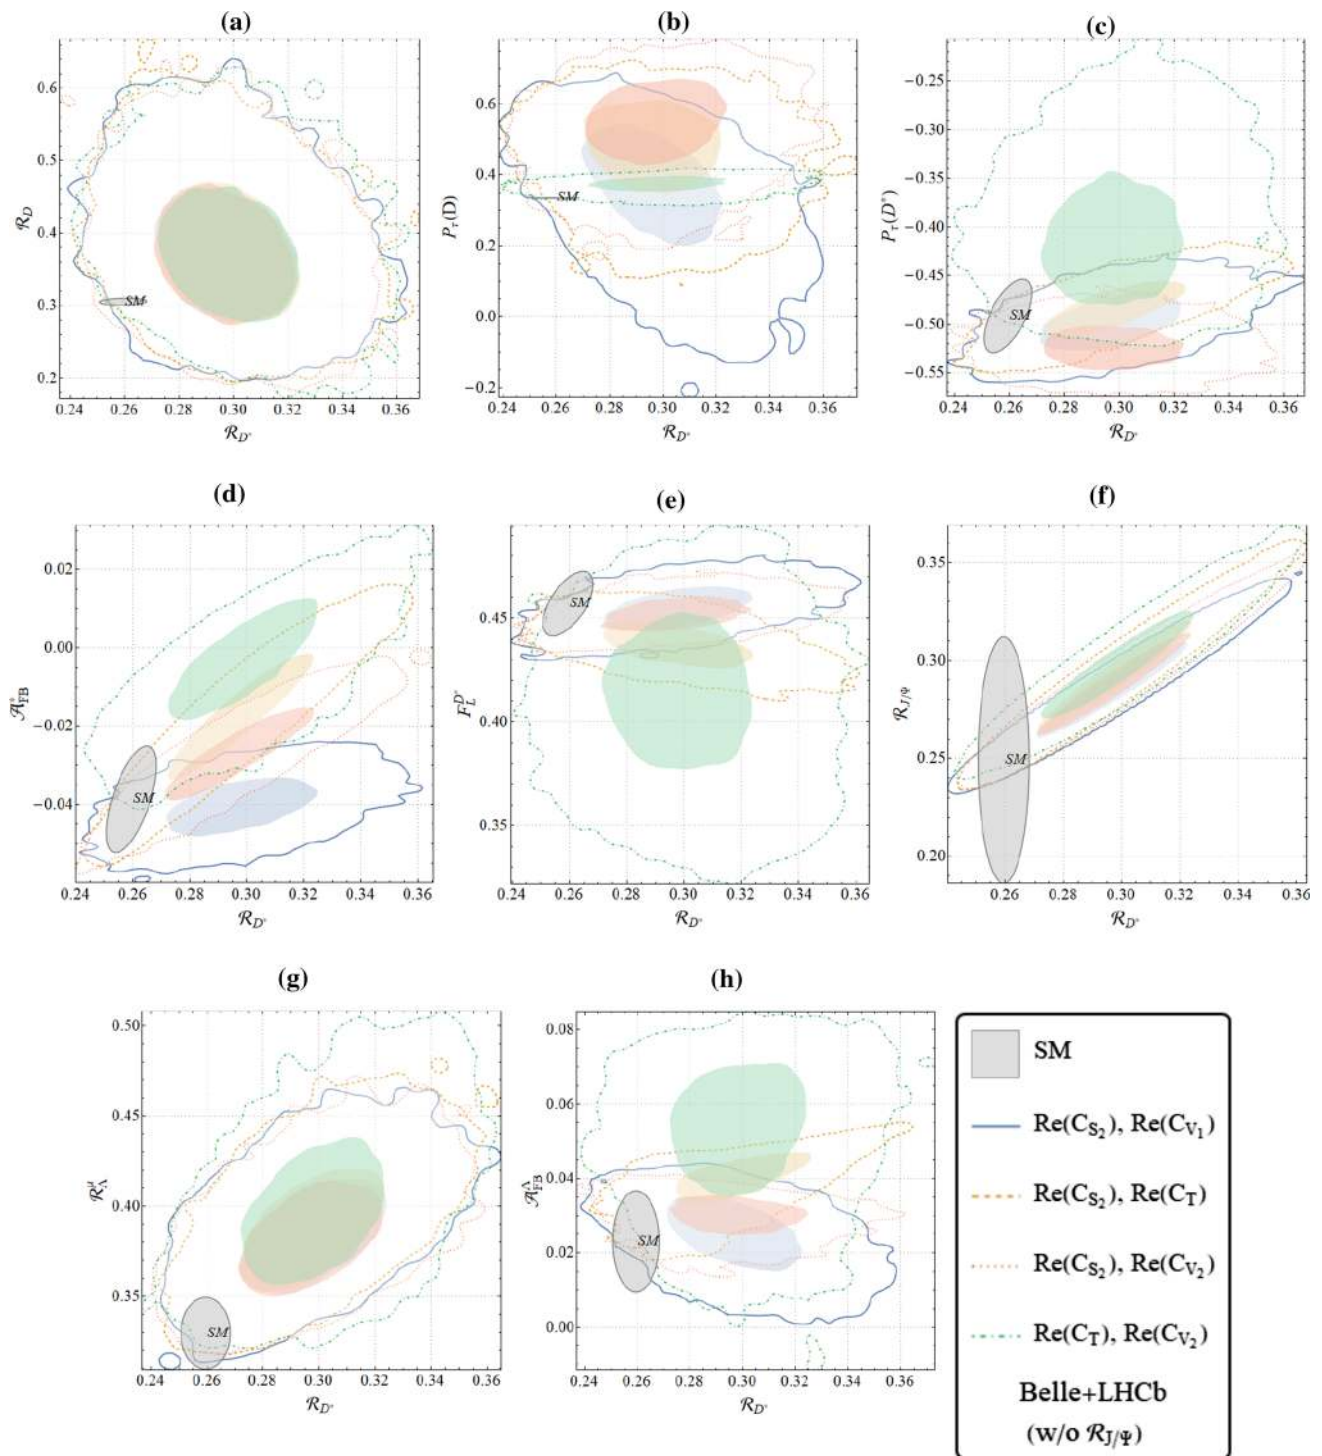 (a)
0.6
0.5
0.4
0.3
0.2
ℛ_D
SM
0.24 0.26 0.28 0.30 0.32 0.34 0.36
ℛ_{D*}
(b)
0.6
0.4
0.2
0.0
−0.2
P_τ(D)
SM
0.24 0.26 0.28 0.30 0.32 0.34 0.36
ℛ_{D*}
(c)
−0.25
−0.30
−0.35
−0.40
−0.45
−0.50
−0.55
P_τ(D*)
SM
0.24 0.26 0.28 0.30 0.32 0.34 0.36
ℛ_{D*}
(d)
0.02
0.00
−0.02
−0.04
𝒜*_{FB}
SM
0.24 0.26 0.28 0.30 0.32 0.34 0.36
ℛ_{D*}
(e)
0.45
0.40
0.35
F_L^{D*}
SM
0.24 0.26 0.28 0.30 0.32 0.34 0.36
ℛ_{D*}
(f)
0.35
0.30
0.25
0.20
ℛ_{J/Ψ}
SM
0.26 0.28 0.30 0.32 0.34 0.36
ℛ_{D*}
(g)
0.50
0.45
0.40
0.35
ℛ_Λ^μ
SM
0.24 0.26 0.28 0.30 0.32 0.34 0.36
ℛ_{D*}
(h)
0.08
0.06
0.04
0.02
0.00
𝒜_{FB}^Λ
SM
0.24 0.26 0.28 0.30 0.32 0.34 0.36
ℛ_{D*}
SM
Re(C_{S₂}), Re(C_{V₁})
Re(C_{S₂}), Re(C_T)
Re(C_{S₂}), Re(C_{V₂})
Re(C_T), Re(C_{V₂})
Belle+LHCb
(w/o ℛ_{J/Ψ})